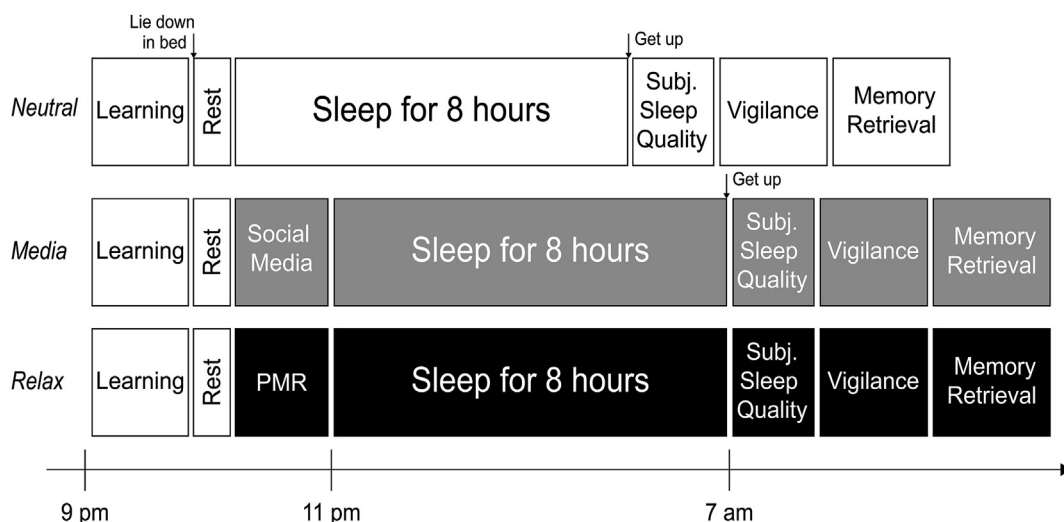 Lie down
in bed
Get up
Neutral
Learning
Rest
Sleep for 8 hours
Subj.
Sleep
Quality
Vigilance
Memory
Retrieval
Get up
Media
Learning
Rest
Social
Media
Sleep for 8 hours
Subj.
Sleep
Quality
Vigilance
Memory
Retrieval
Relax
Learning
Rest
PMR
Sleep for 8 hours
Subj.
Sleep
Quality
Vigilance
Memory
Retrieval
9 pm
11 pm
7 am